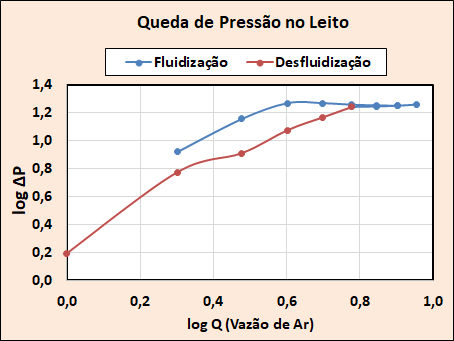 Queda de Pressão no Leito
Fluidização Desfluidização
log ΔP
1,4
1,2
1,0
0,8
0,6
0,4
0,2
0,0
0,0 0,2 0,4 0,6 0,8 1,0
log Q (Vazão de Ar)